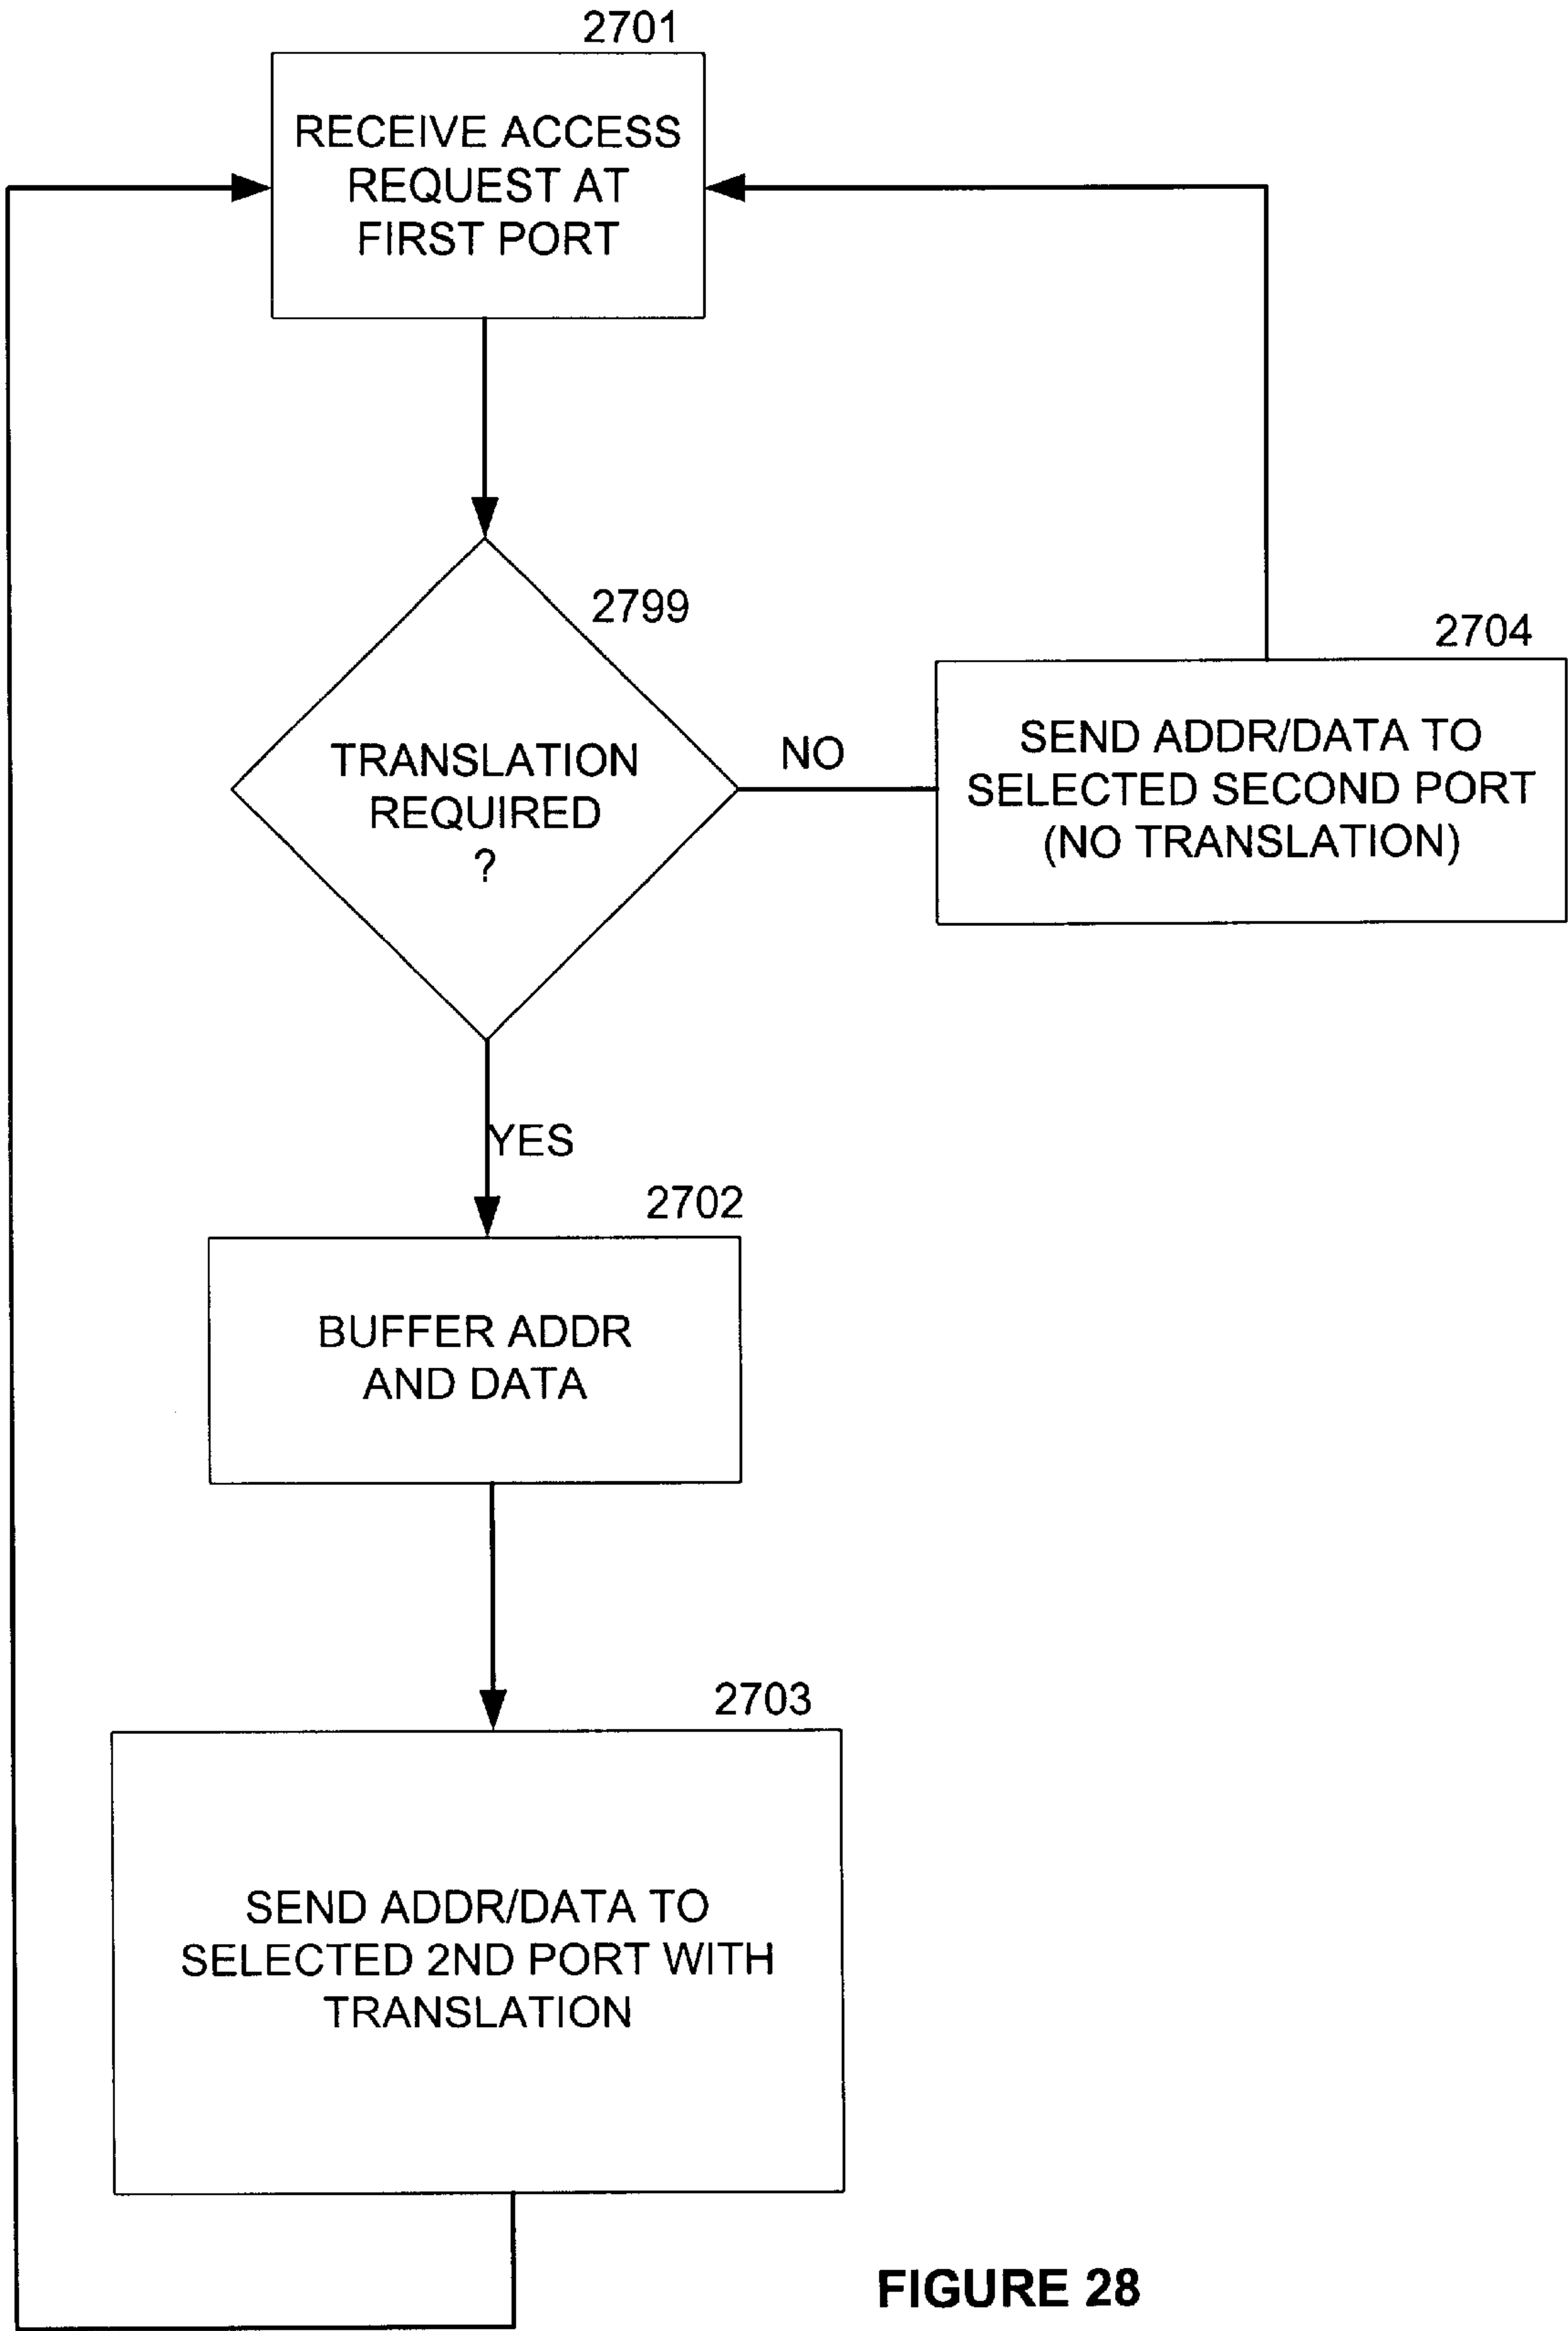 2701
RECEIVE ACCESS
REQUEST AT
FIRST PORT
2799
TRANSLATION
REQUIRED
?
NO
2704
SEND ADDR/DATA TO
SELECTED SECOND PORT
(NO TRANSLATION)
YES
2702
BUFFER ADDR
AND DATA
2703
SEND ADDR/DATA TO
SELECTED 2ND PORT WITH
TRANSLATION
FIGURE 28